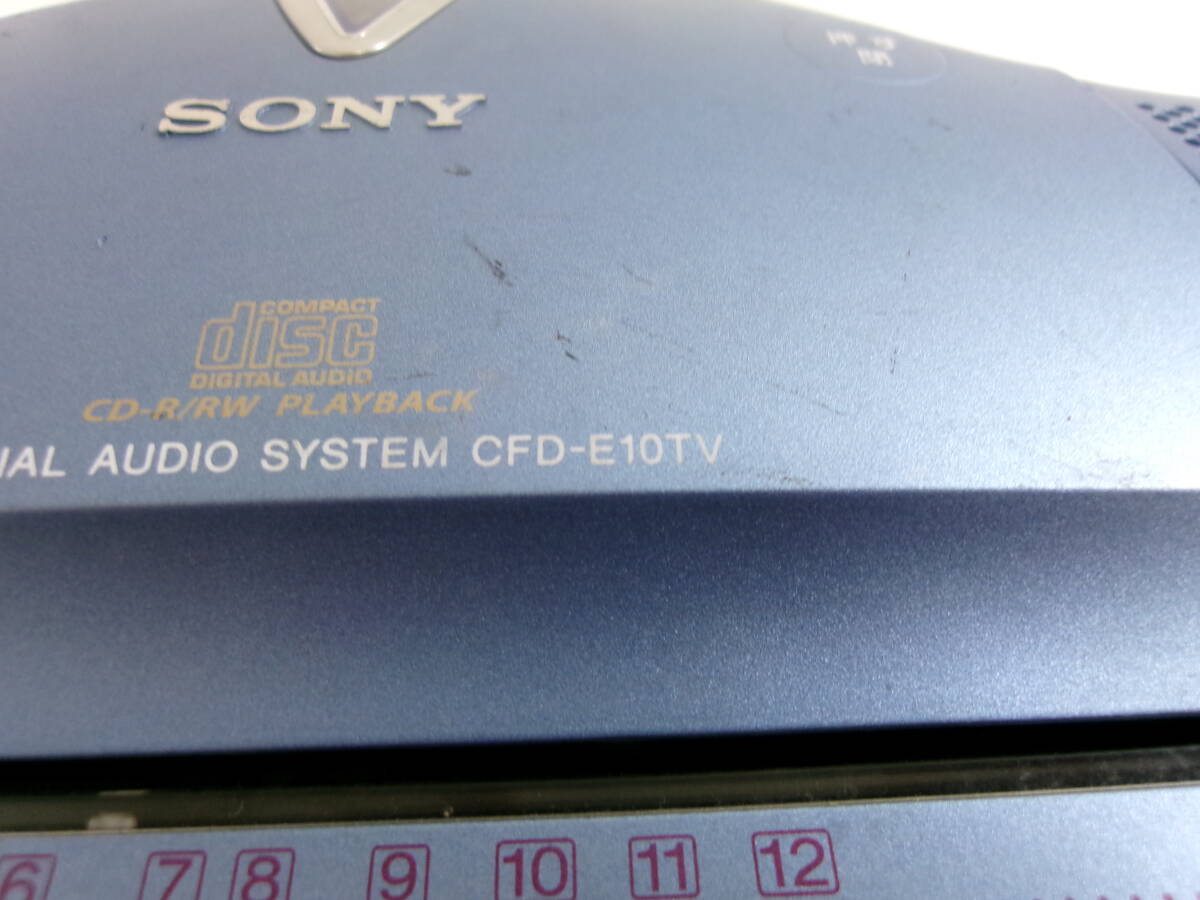 SONY
COMPACT
disc
DIGITAL AUDIO
CD-R/RW PLAYBACK
IAL AUDIO SYSTEM CFD-E10TV
6 7 8 9 10 11 12